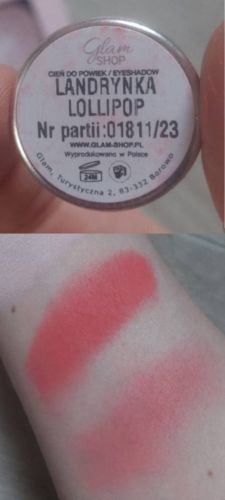 Glam
SHOP
CIEŃ DO POWIEK / EYESHADOW
LANDRYNKA
LOLLIPOP
Nr partii:01811/23
WWW.GLAM-SHOP.PL
Wyprodukowano w Polsce
24M
Glam, Turystyczna 2, 83-332 Borowo